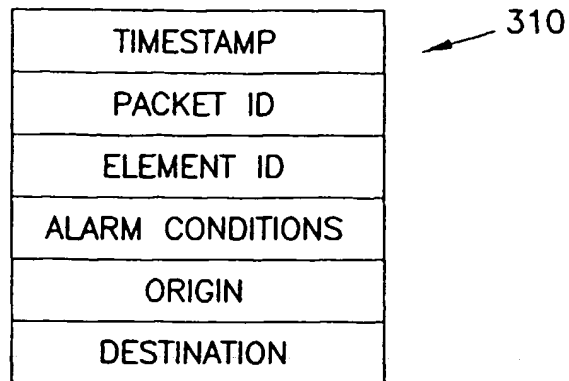 310
TIMESTAMP
PACKET ID
ELEMENT ID
ALARM CONDITIONS
ORIGIN
DESTINATION